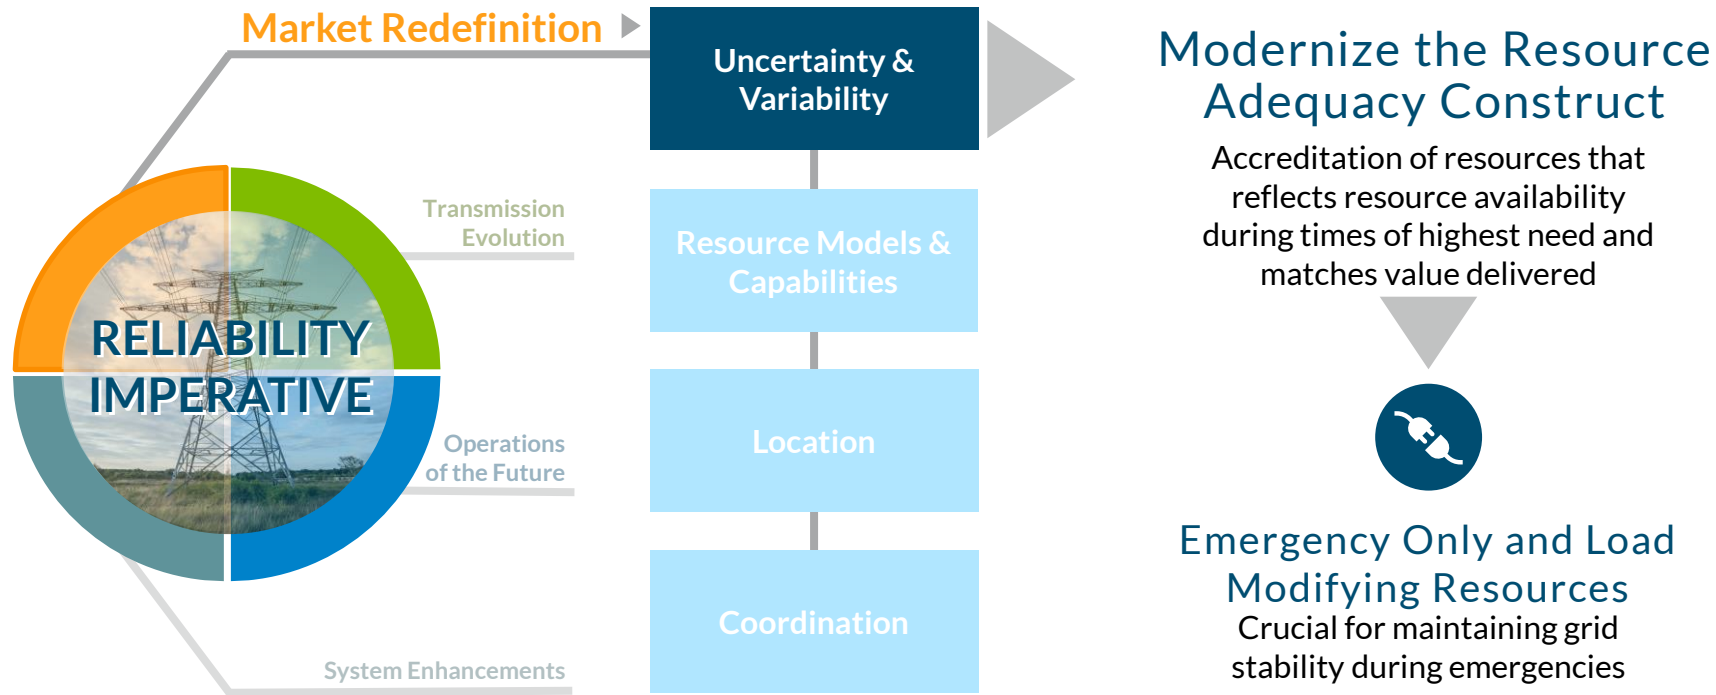 Market Redefinition
Uncertainty &
Variability
Modernize the Resource
Adequacy Construct
Accreditation of resources that
reflects resource availability
during times of highest need and
matches value delivered
Transmission
Evolution
Resource Models &
Capabilities
RELIABILITY
IMPERATIVE
Operations
of the Future
Location
Emergency Only and Load
Modifying Resources
Crucial for maintaining grid
stability during emergencies
Coordination
System Enhancements